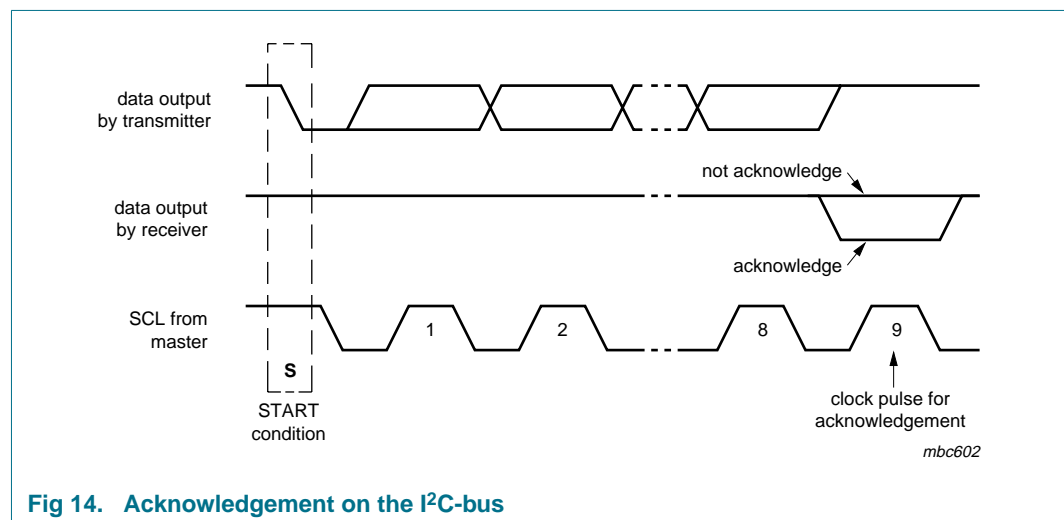 data output
by transmitter
not acknowledge
data output
by receiver
acknowledge
SCL from
master
1
2
8
9
S
START
condition
clock pulse for
acknowledgement
mbc602
Fig 14. Acknowledgement on the I²C-bus